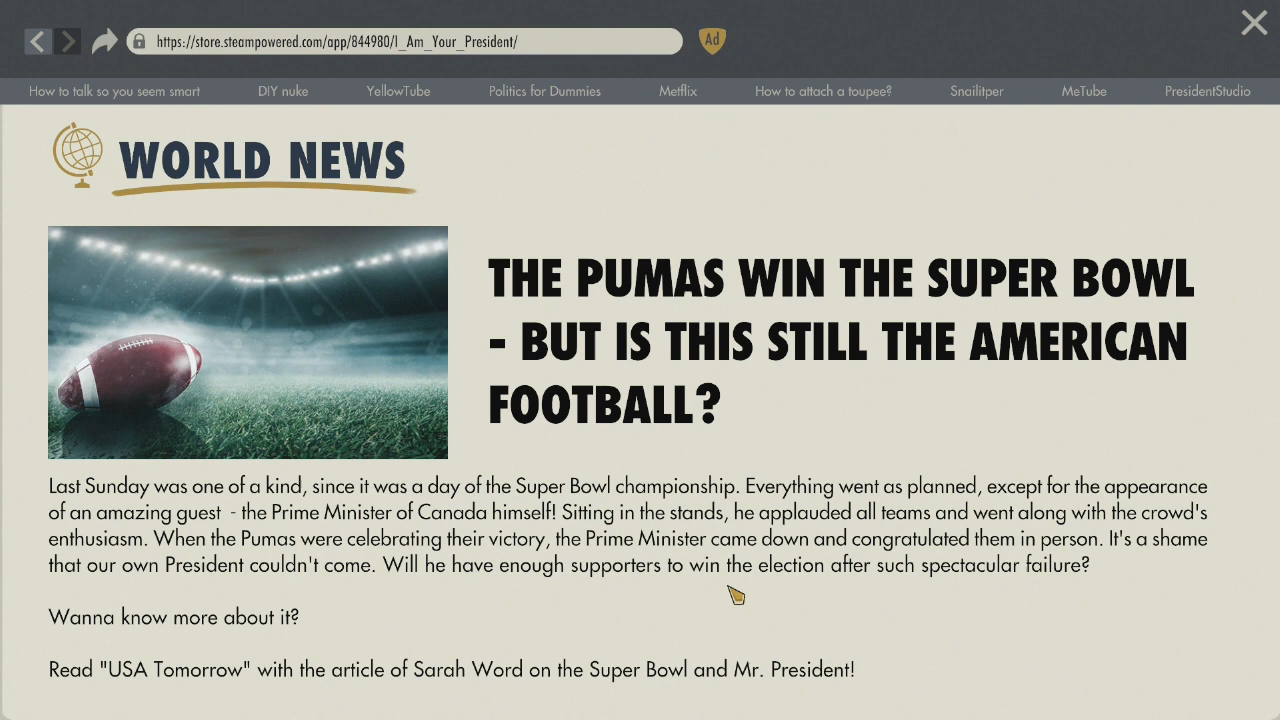 https://store.steampowered.com/app/844980/I_Am_Your_President/
Ad
How to talk so you seem smart DIY nuke YellowTube Politics for Dummies Metflix How to attach a toupee? Snailitper MeTube PresidentStudio
WORLD NEWS
THE PUMAS WIN THE SUPER BOWL
- BUT IS THIS STILL THE AMERICAN
FOOTBALL?
Last Sunday was one of a kind, since it was a day of the Super Bowl championship. Everything went as planned, except for the appearance
of an amazing guest - the Prime Minister of Canada himself! Sitting in the stands, he applauded all teams and went along with the crowd's
enthusiasm. When the Pumas were celebrating their victory, the Prime Minister came down and congratulated them in person. It's a shame
that our own President couldn't come. Will he have enough supporters to win the election after such spectacular failure?
Wanna know more about it?
Read "USA Tomorrow" with the article of Sarah Word on the Super Bowl and Mr. President!